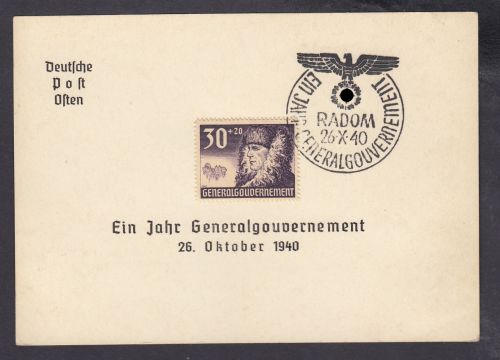 Deutsche
Post
Osten
EIN JAHR GENERALGOUVERNEMENT
RADOM
26·X·40
30+20
GENERALGOUVERNEMENT
Ein Jahr Generalgouvernement
26. Oktober 1940